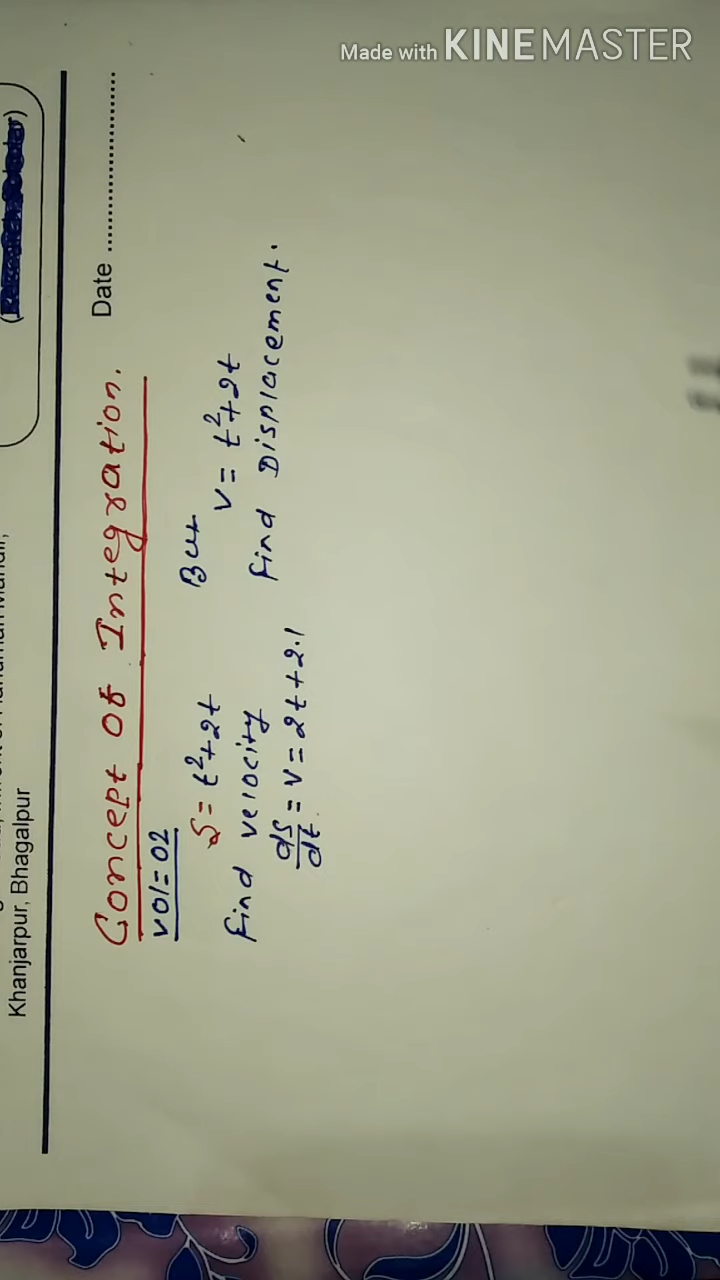 Made with KINEMASTER
Khanjarpur, Bhagalpur
Date ........................
Concept Of Integration.
Vol=02
S = t²+2t
But
Find velocity
V = t²+2t
ds/dt = V = 2t+2.1
Find Displacement.